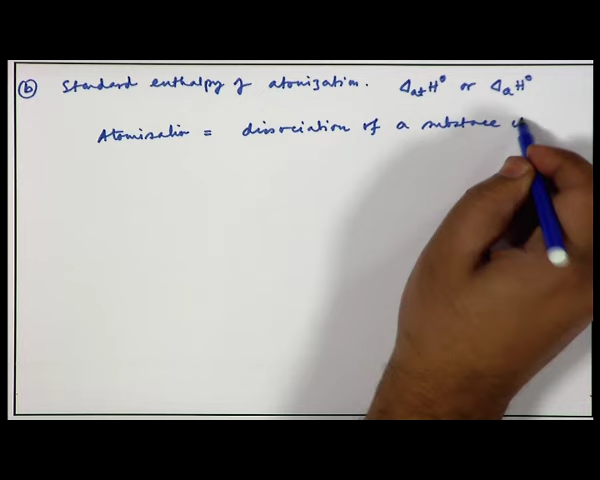 (b) Standard enthalpy of atomization. ΔatH° or ΔaH°
Atomisation = dissociation of a substance